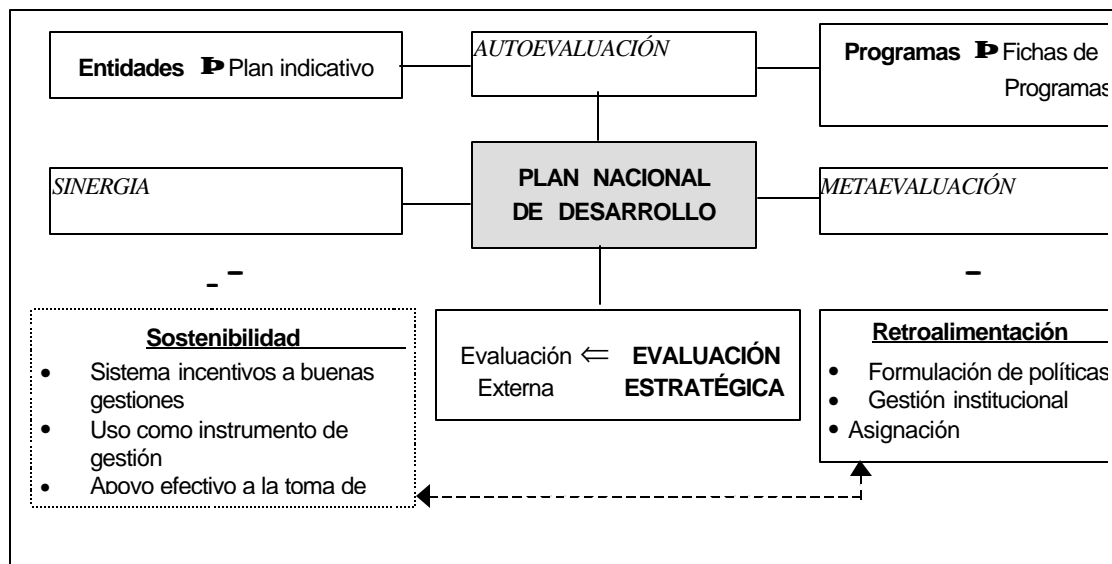 Entidades Þ Plan indicativo
AUTOEVALUACIÓN
Programas Þ Fichas de
Programas
SINERGIA
PLAN NACIONAL
DE DESARROLLO
METAEVALUACIÓN
Sostenibilidad
• Sistema incentivos a buenas
gestiones
• Uso como instrumento de
gestión
• Apoyo efectivo a la toma de
Evaluación ⇐ EVALUACIÓN
Externa ESTRATÉGICA
Retroalimentación
• Formulación de políticas
• Gestión institucional
• Asignación